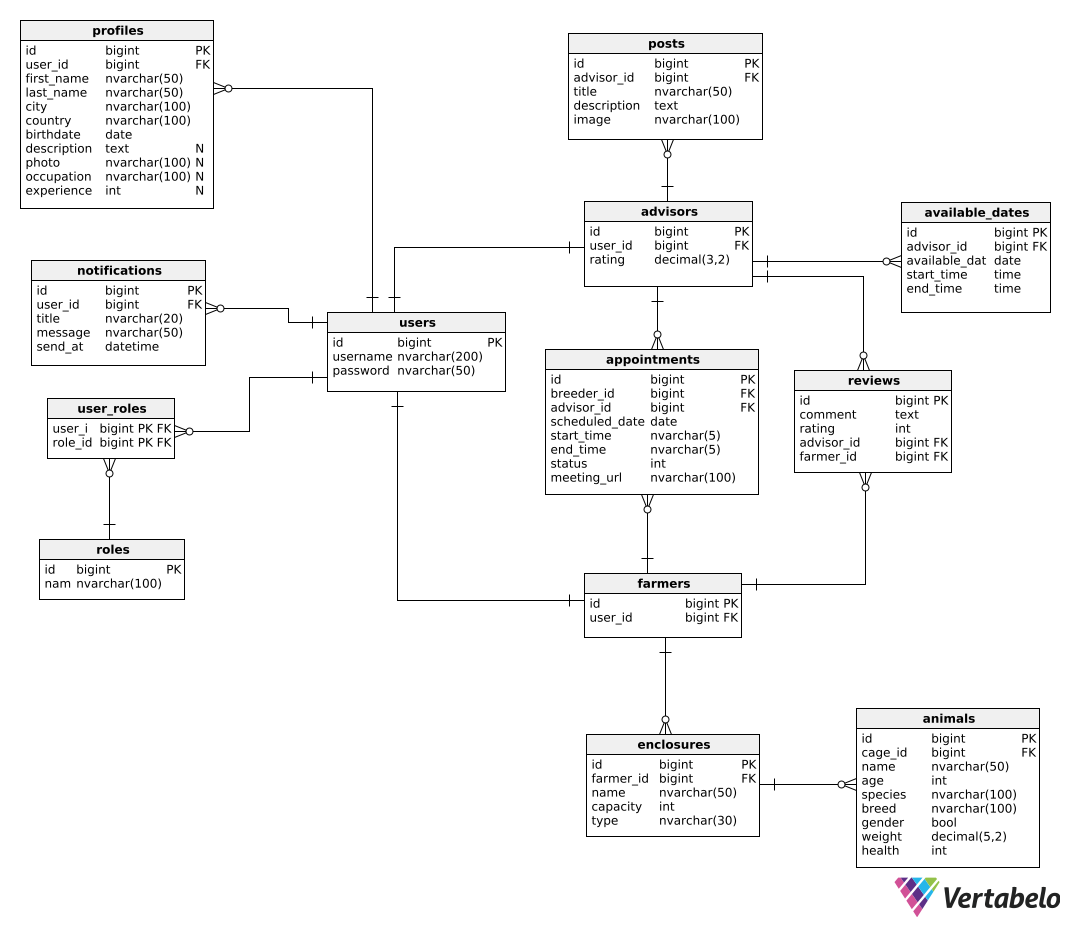 profiles
id bigint PK
user_id bigint FK
first_name nvarchar(50)
last_name nvarchar(50)
city nvarchar(100)
country nvarchar(100)
birthdate date
description text N
photo nvarchar(100) N
occupation nvarchar(100) N
experience int N
posts
id bigint PK
advisor_id bigint FK
title nvarchar(50)
description text
image nvarchar(100)
advisors
id bigint PK
user_id bigint FK
rating decimal(3,2)
available_dates
id bigint PK
advisor_id bigint FK
available_dat date
start_time time
end_time time
notifications
id bigint PK
user_id bigint FK
title nvarchar(20)
message nvarchar(50)
send_at datetime
users
id bigint PK
username nvarchar(200)
password nvarchar(50)
appointments
id bigint PK
breeder_id bigint FK
advisor_id bigint FK
scheduled_date date
start_time nvarchar(5)
end_time nvarchar(5)
status int
meeting_url nvarchar(100)
reviews
id bigint PK
comment text
rating int
advisor_id bigint FK
farmer_id bigint FK
user_roles
user_i bigint PK FK
role_id bigint PK FK
roles
id bigint PK
nam nvarchar(100)
farmers
id bigint PK
user_id bigint FK
enclosures
id bigint PK
farmer_id bigint FK
name nvarchar(50)
capacity int
type nvarchar(30)
animals
id bigint PK
cage_id bigint FK
name nvarchar(50)
age int
species nvarchar(100)
breed nvarchar(100)
gender bool
weight decimal(5,2)
health int
Vertabelo